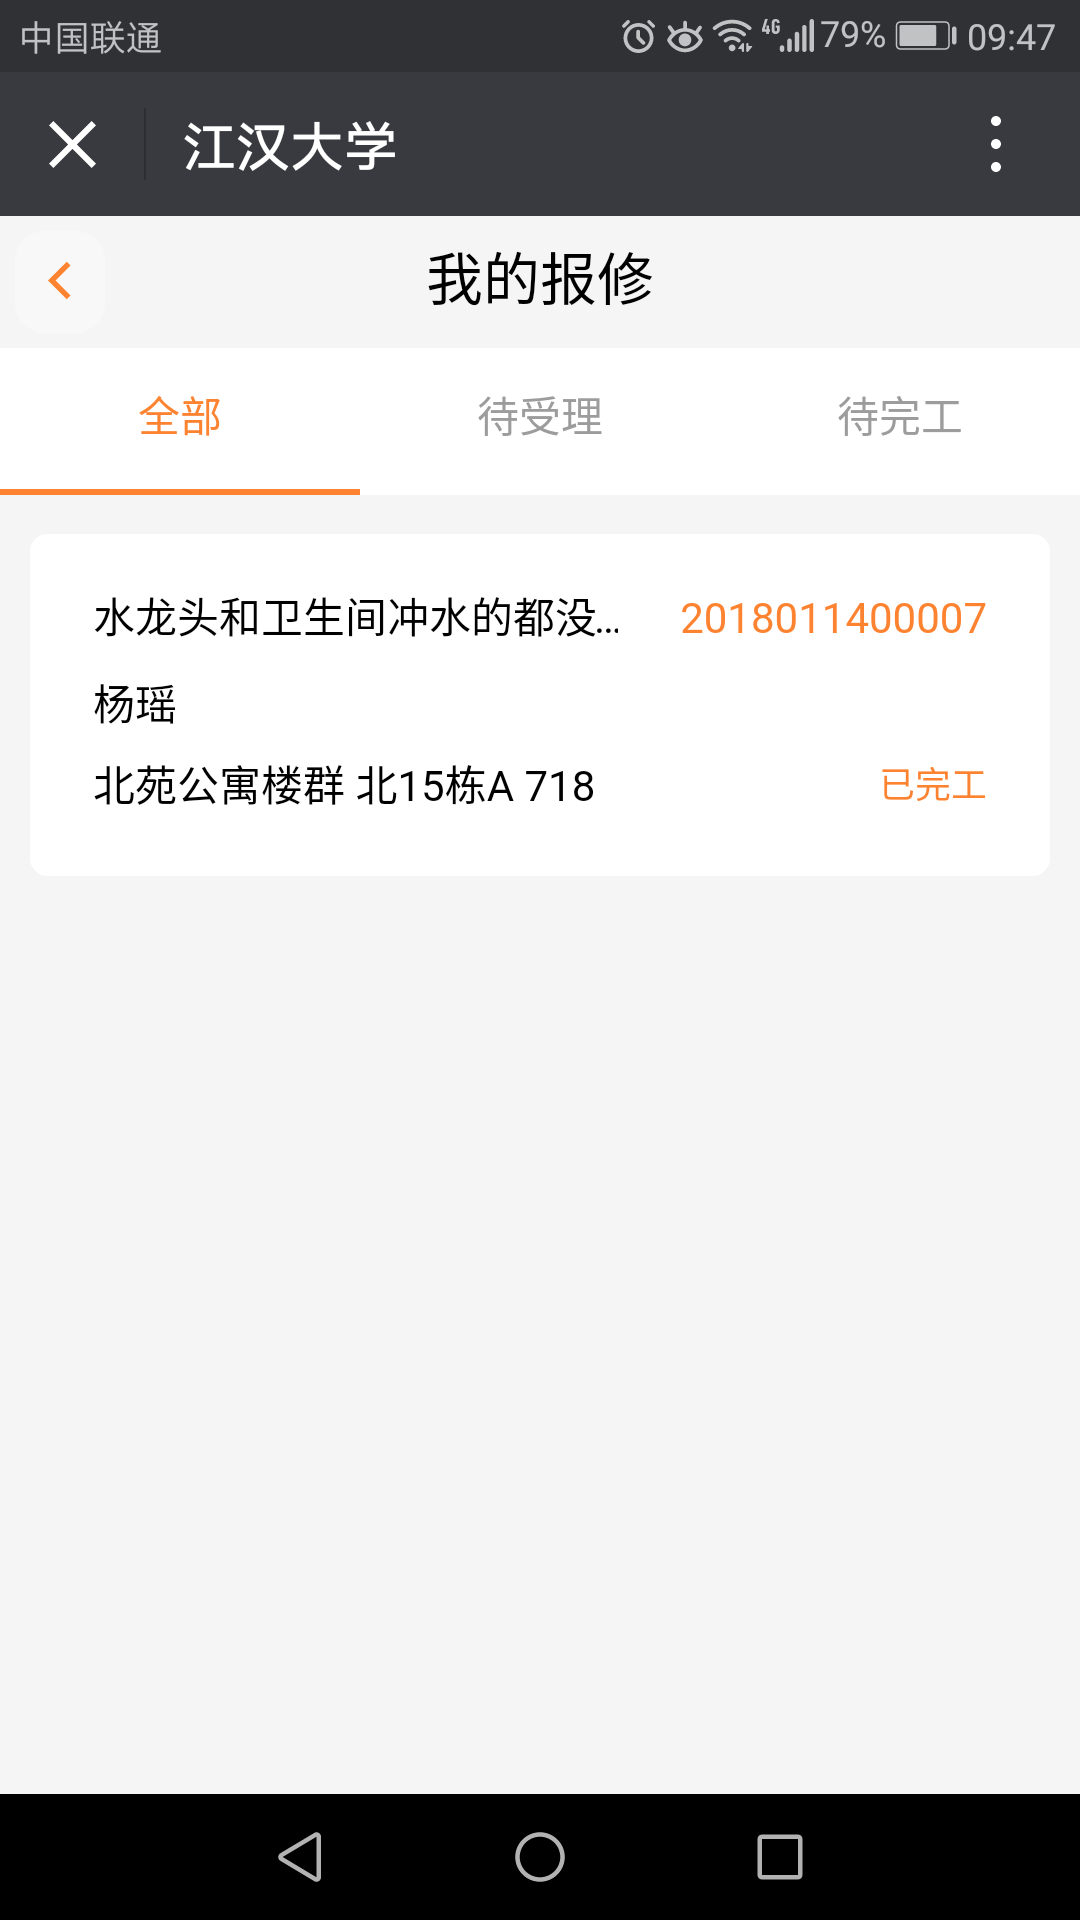 中国联通 4G 79% 09:47
江汉大学
我的报修
全部 待受理 待完工
水龙头和卫生间冲水的都没... 2018011400007
杨瑶
北苑公寓楼群 北15栋A 718 已完工